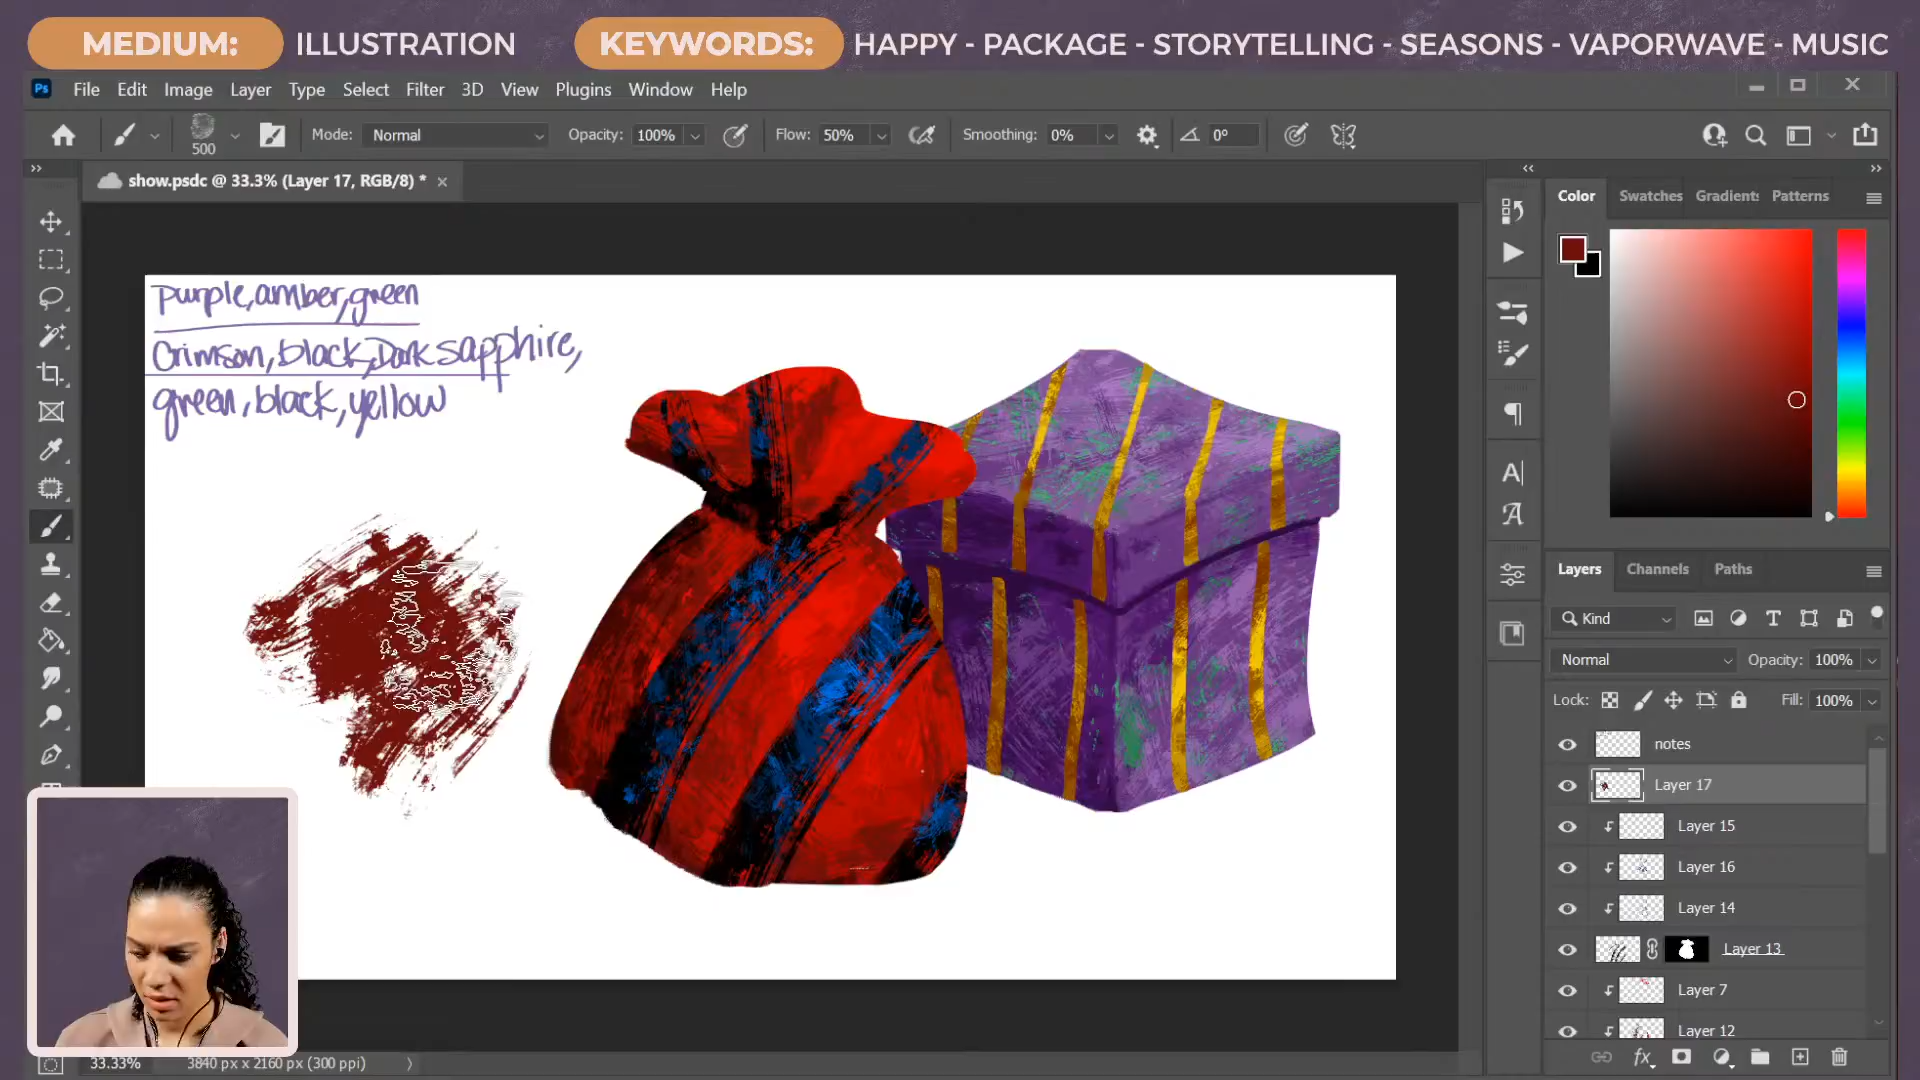 MEDIUM: ILLUSTRATION KEYWORDS: HAPPY - PACKAGE - STORYTELLING - SEASONS - VAPORWAVE - MUSIC
Ps File Edit Image Layer Type Select Filter 3D View Plugins Window Help
500 Mode: Normal Opacity: 100% Flow: 50% Smoothing: 0% 0°
show.psdc @ 33.3% (Layer 17, RGB/8) *
Color Swatches Gradients Patterns
purple, amber, green
Crimson, black, Dark sapphire,
green, black, yellow
Layers Channels Paths
Kind
Normal Opacity: 100%
Lock: Fill: 100%
notes
Layer 17
Layer 15
Layer 16
Layer 14
Layer 13
Layer 7
Layer 12
33.33% 3840 px x 2160 px (300 ppi)